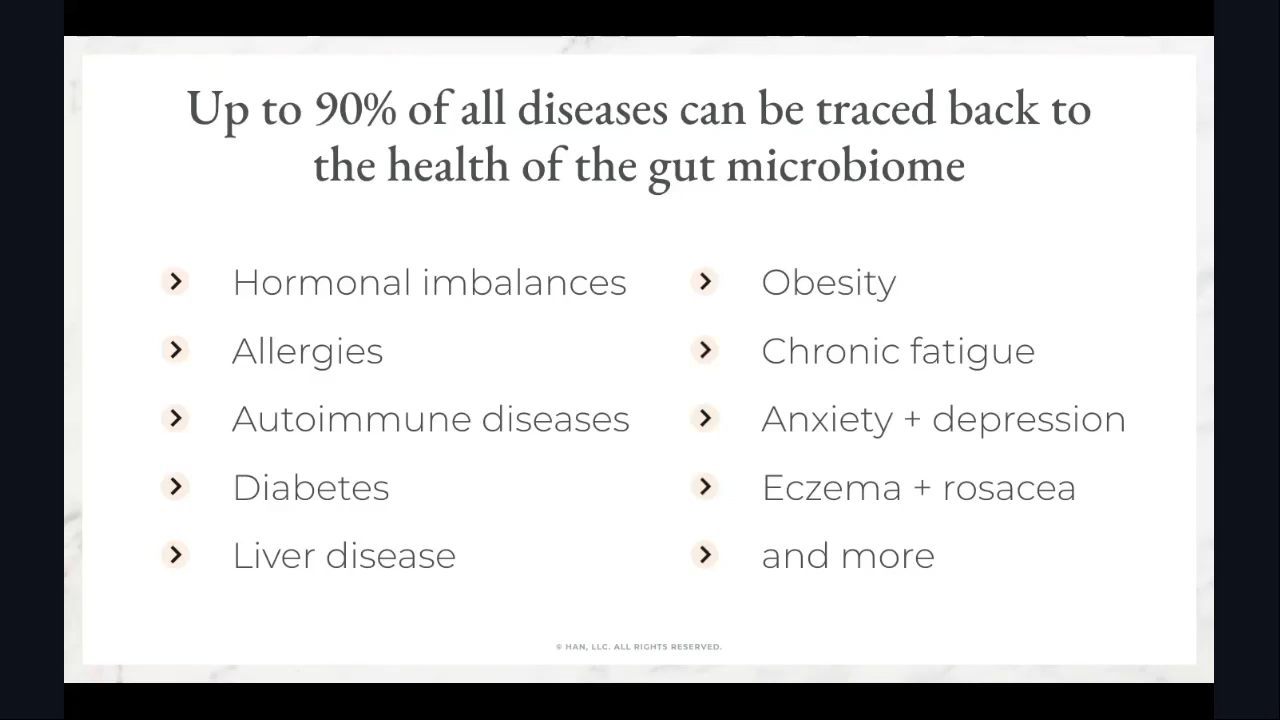 Up to 90% of all diseases can be traced back to
the health of the gut microbiome
Hormonal imbalances
Allergies
Autoimmune diseases
Diabetes
Liver disease
Obesity
Chronic fatigue
Anxiety + depression
Eczema + rosacea
and more
© HAN, LLC. ALL RIGHTS RESERVED.